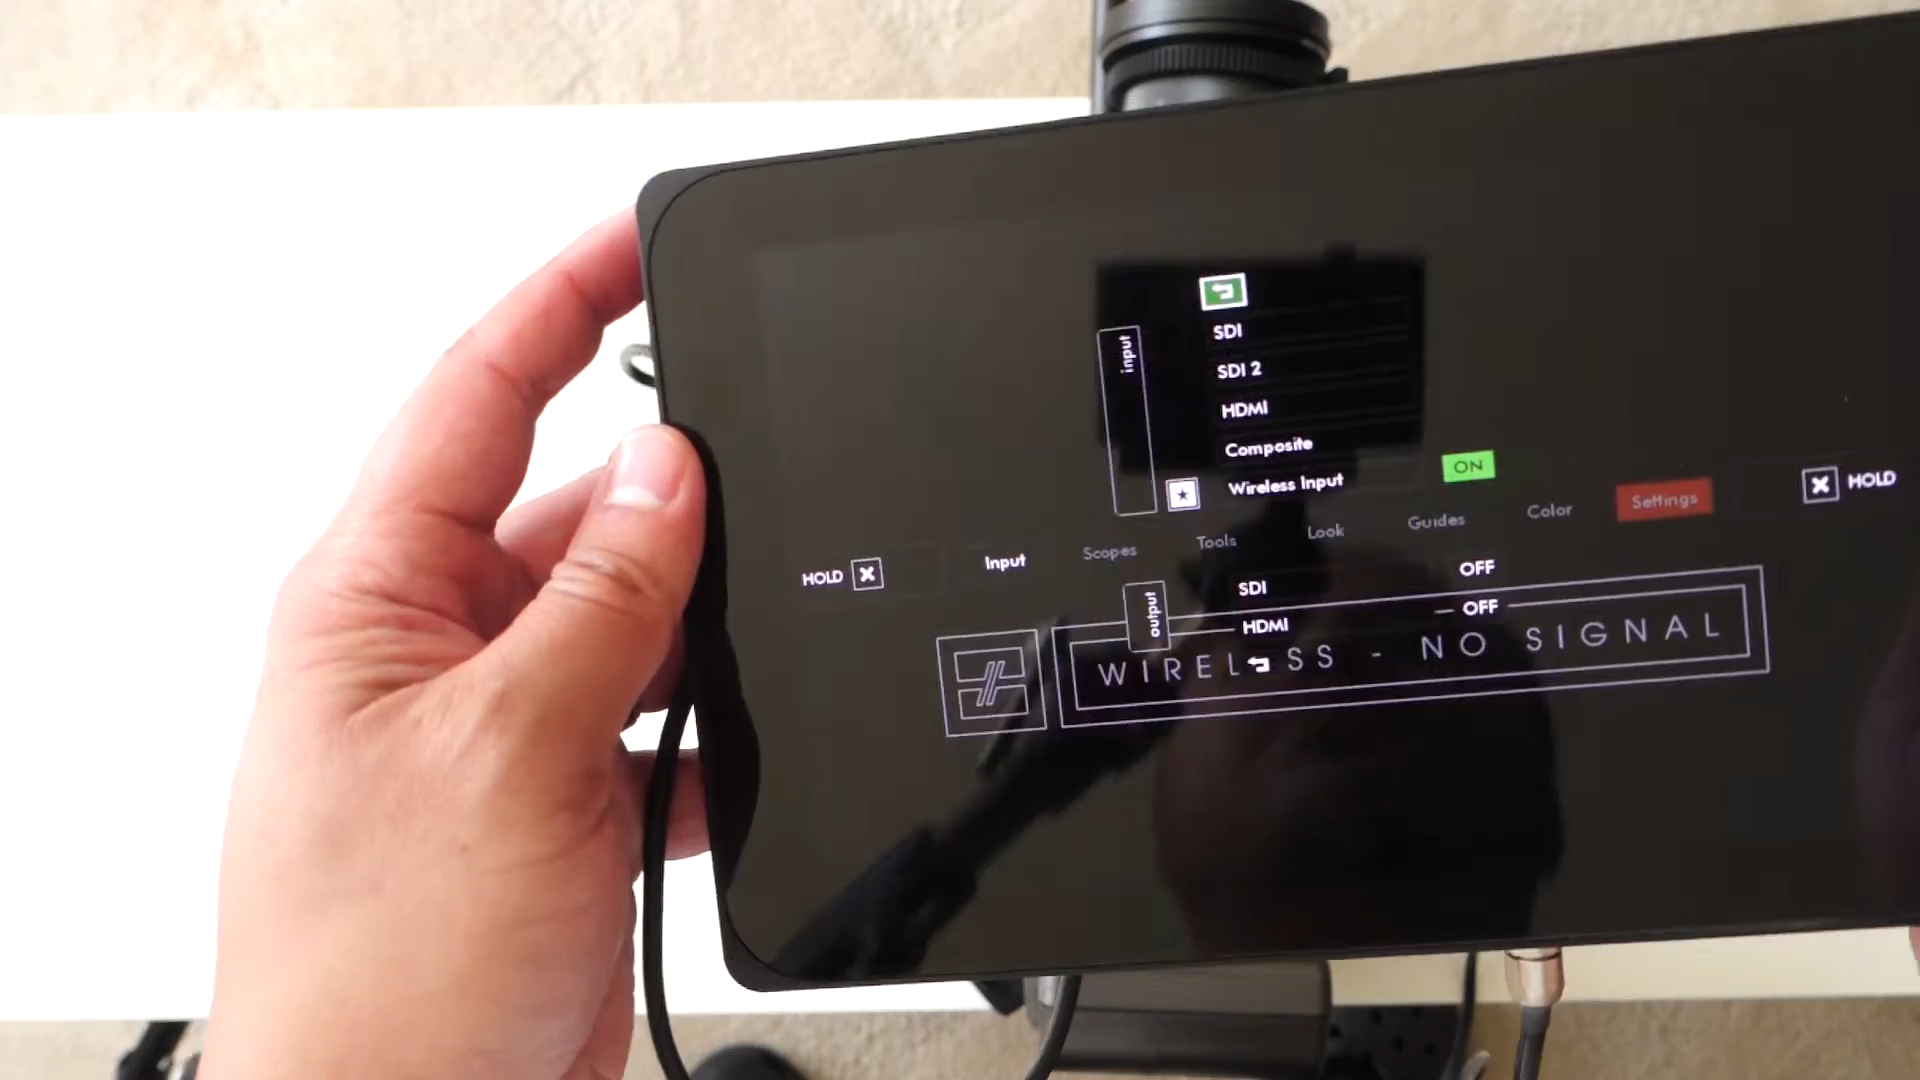 input
SDI
SDI 2
HDMI
Composite
Wireless Input ON
HOLD Input Scopes Tools Look Guides Color Settings HOLD
output
SDI OFF
HDMI OFF
WIREL SS - NO SIGNAL